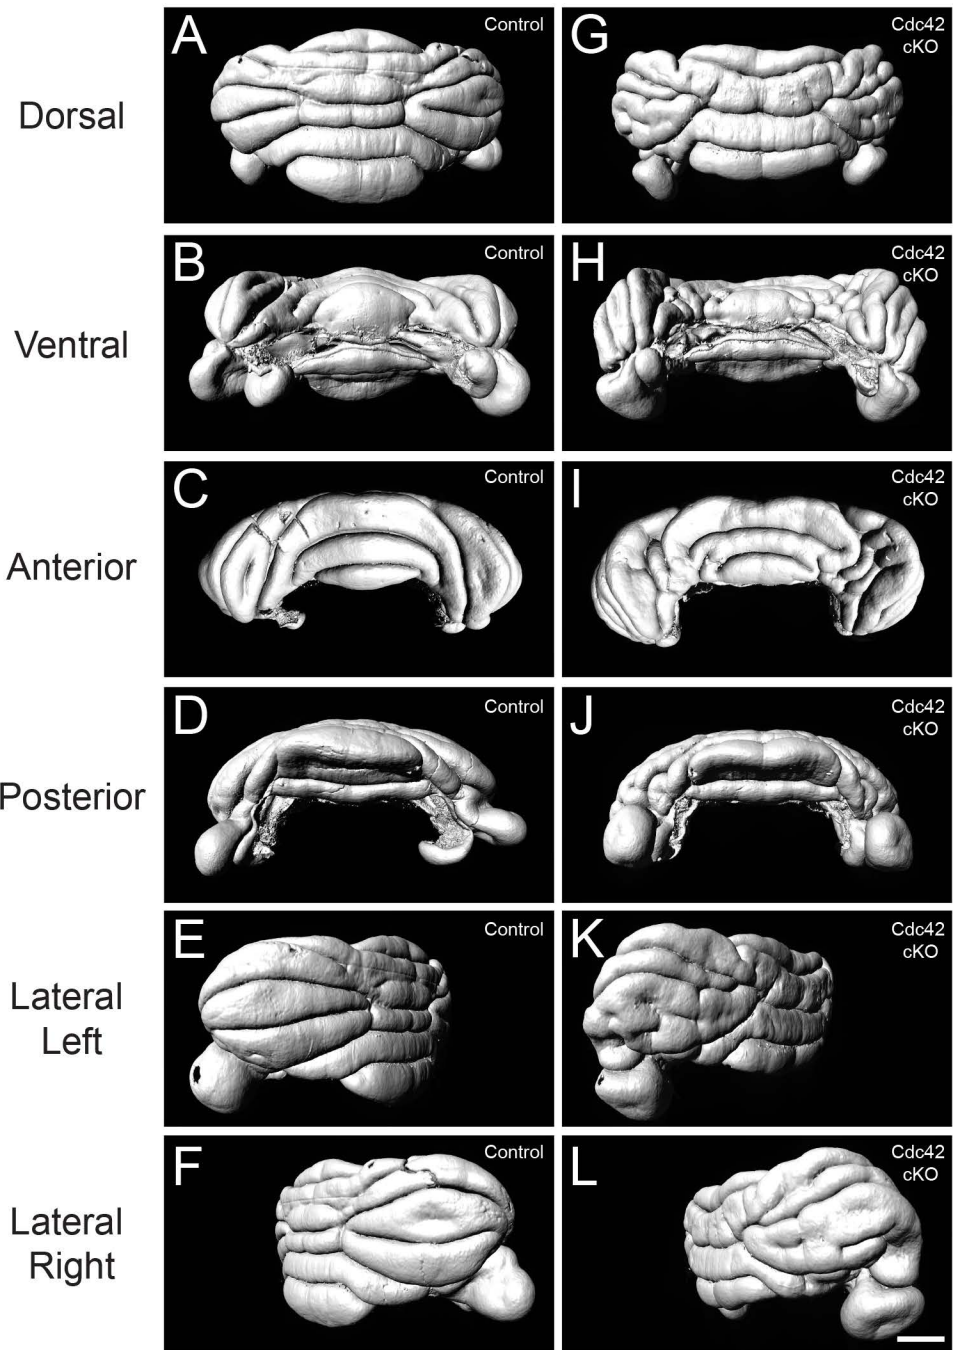 Dorsal
A
Control
G
Cdc42
cKO
Ventral
B
Control
H
Cdc42
cKO
Anterior
C
Control
I
Cdc42
cKO
Posterior
D
Control
J
Cdc42
cKO
Lateral
Left
E
Control
K
Cdc42
cKO
Lateral
Right
F
Control
L
Cdc42
cKO